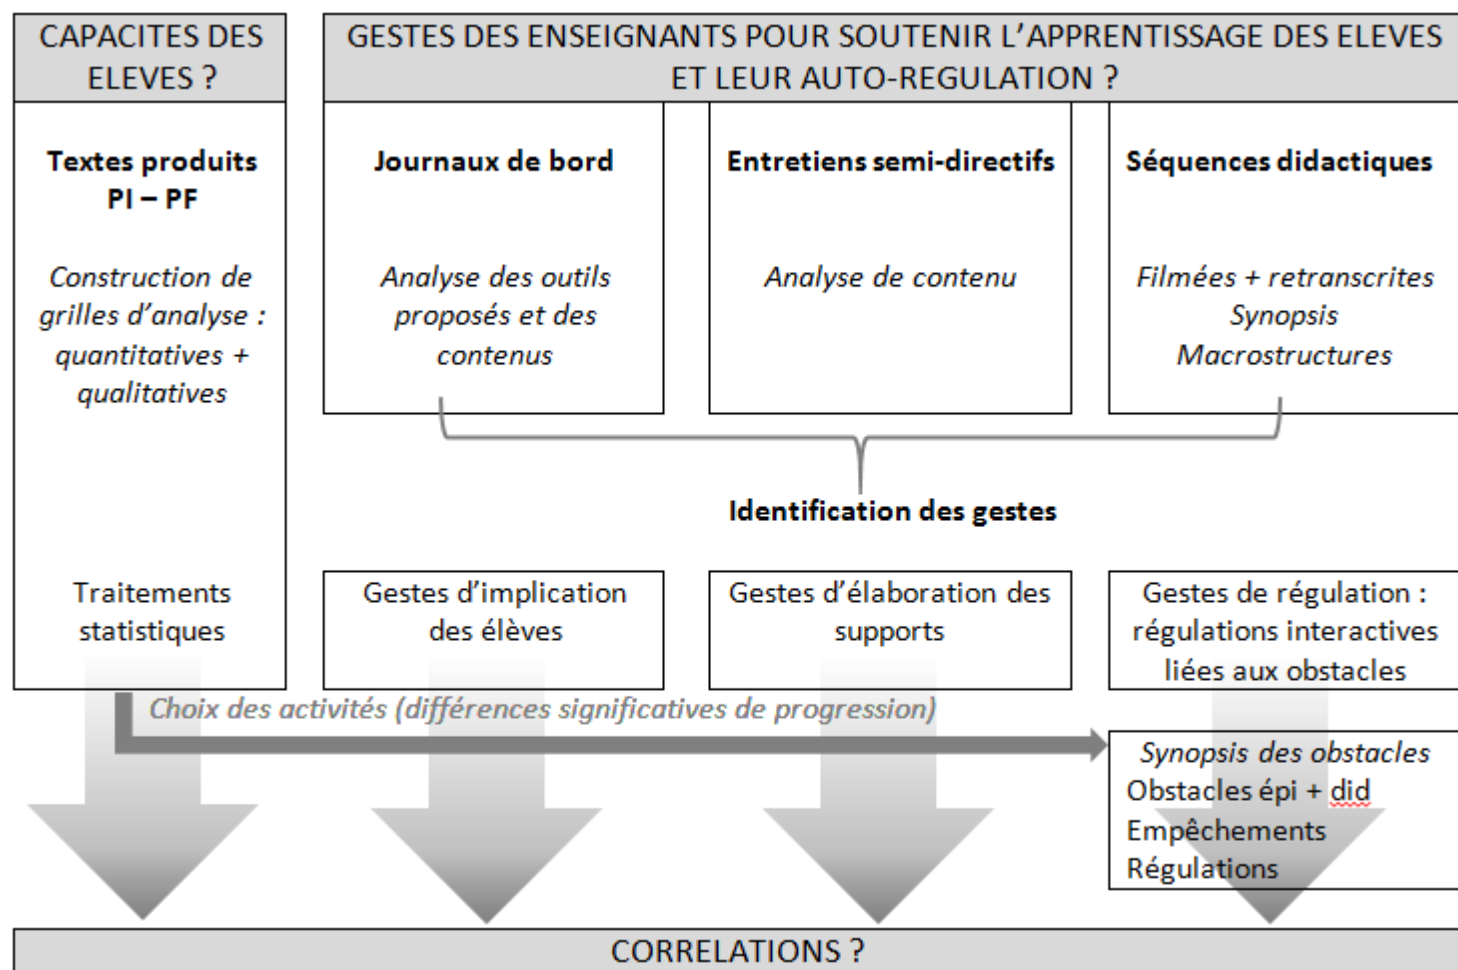 CAPACITES DES
ELEVES ?
GESTES DES ENSEIGNANTS POUR SOUTENIR L’APPRENTISSAGE DES ELEVES
ET LEUR AUTO-REGULATION ?
Textes produits
PI – PF
Construction de
grilles d’analyse :
quantitatives +
qualitatives
Journaux de bord
Analyse des outils
proposés et des
contenus
Entretiens semi-directifs
Analyse de contenu
Séquences didactiques
Filmées + retranscrites
Synopsis
Macrostructures
Identification des gestes
Traitements
statistiques
Gestes d’implication
des élèves
Gestes d’élaboration des
supports
Gestes de régulation :
régulations interactives
liées aux obstacles
Choix des activités (différences significatives de progression)
Synopsis des obstacles
Obstacles épi + did
Empêchements
Régulations
CORRELATIONS ?